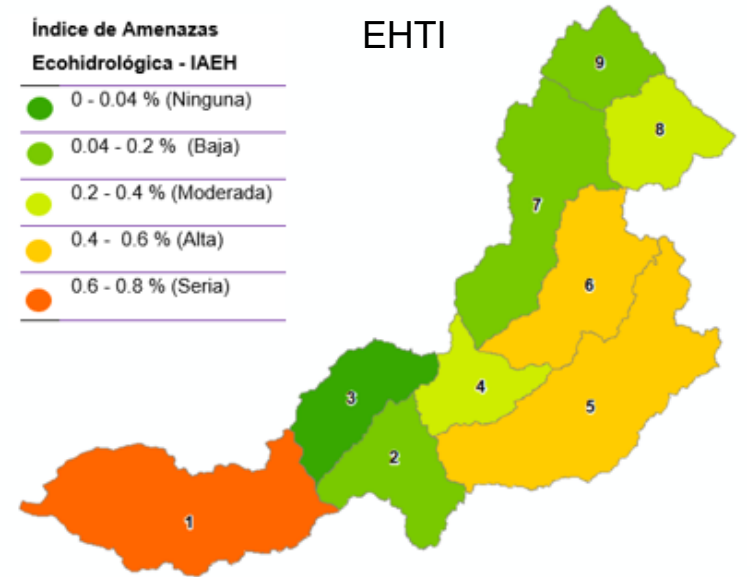 Índice de Amenazas
Ecohidrológica - IAEH
EHTI
0 - 0.04 % (Ninguna)
0.04 - 0.2 % (Baja)
0.2 - 0.4 % (Moderada)
0.4 - 0.6 % (Alta)
0.6 - 0.8 % (Seria)
9
8
7
6
5
4
3
2
1